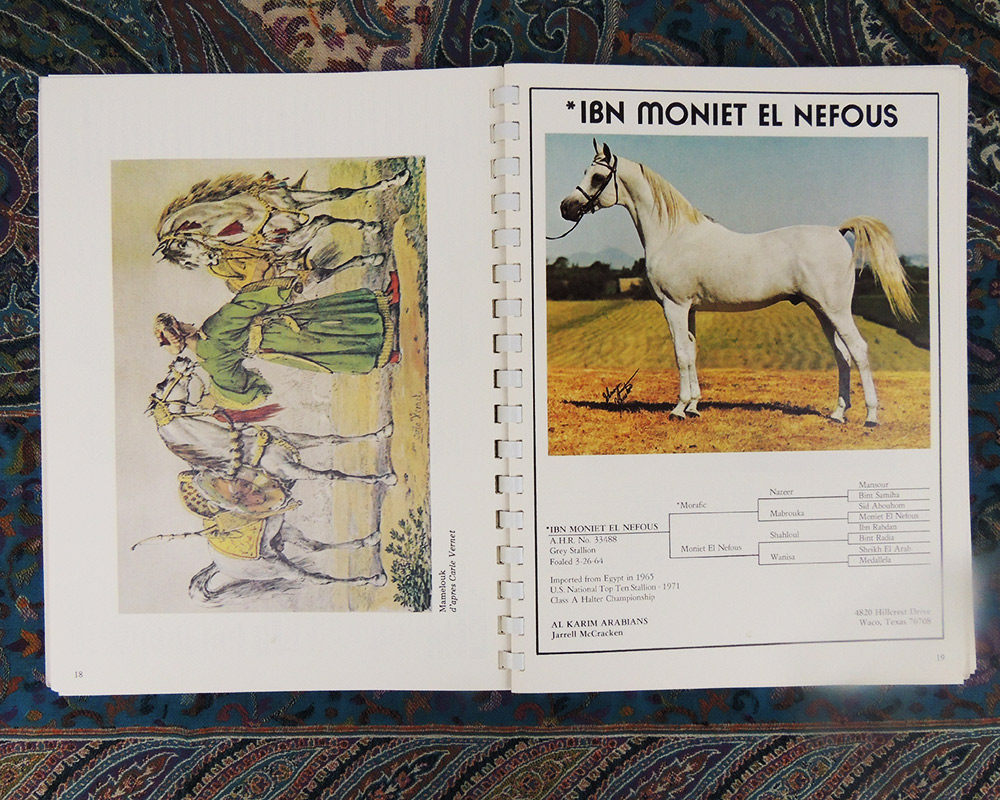 Mamelouk
d'apres Carle Vernet
18
*IBN MONIET EL NEFOUS
*IBN MONIET EL NEFOUS
A.H.R. No. 33488
Grey Stallion
Foaled 3-26-64
*Morafic
Moniet El Nefous
Nazeer
Mabrouka
Shahloul
Wanisa
Mansour
Bint Samiha
Sid Abouhom
Moniet El Nefous
Ibn Rabdan
Bint Radia
Sheikh El Arab
Medallela
Imported from Egypt in 1965
U.S. National Top Ten Stallion - 1971
Class A Halter Championship
AL KARIM ARABIANS
Jarrell McCracken
4820 Hillcrest Drive
Waco, Texas 76708
19